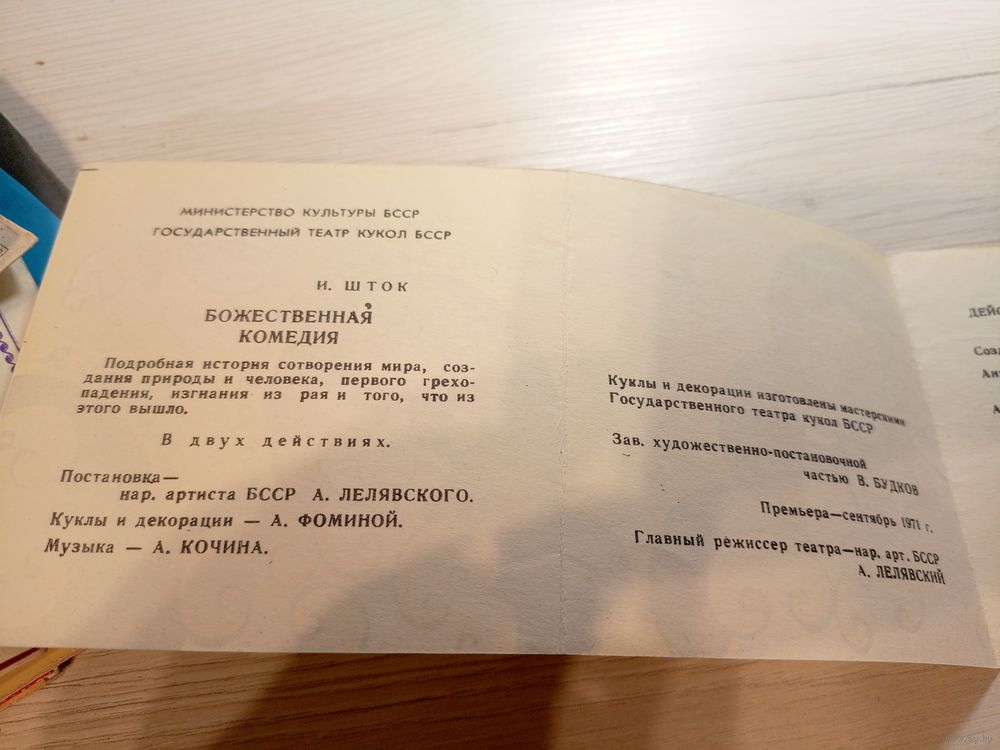 МИНИСТЕРСТВО КУЛЬТУРЫ БССР
ГОСУДАРСТВЕННЫЙ ТЕАТР КУКОЛ БССР
И. ШТОК
БОЖЕСТВЕННАЯ
КОМЕДИЯ
Подробная история сотворения мира, соз-
дания природы и человека, первого грехо-
падения, изгнания из рая и того, что из
этого вышло.
В двух действиях.
Постановка—
нар. артиста БССР А. ЛЕЛЯВСКОГО.
Куклы и декорации — А. ФОМИНОЙ.
Музыка — А. КОЧИНА.
Куклы и декорации изготовлены мастерскими
Государственного театра кукол БССР
Зав. художественно-постановочной
частью В. БУДКОВ
Премьера—сентябрь 1971 г.
Главный режиссер театра—нар. арт. БССР
А. ЛЕЛЯВСКИЙ